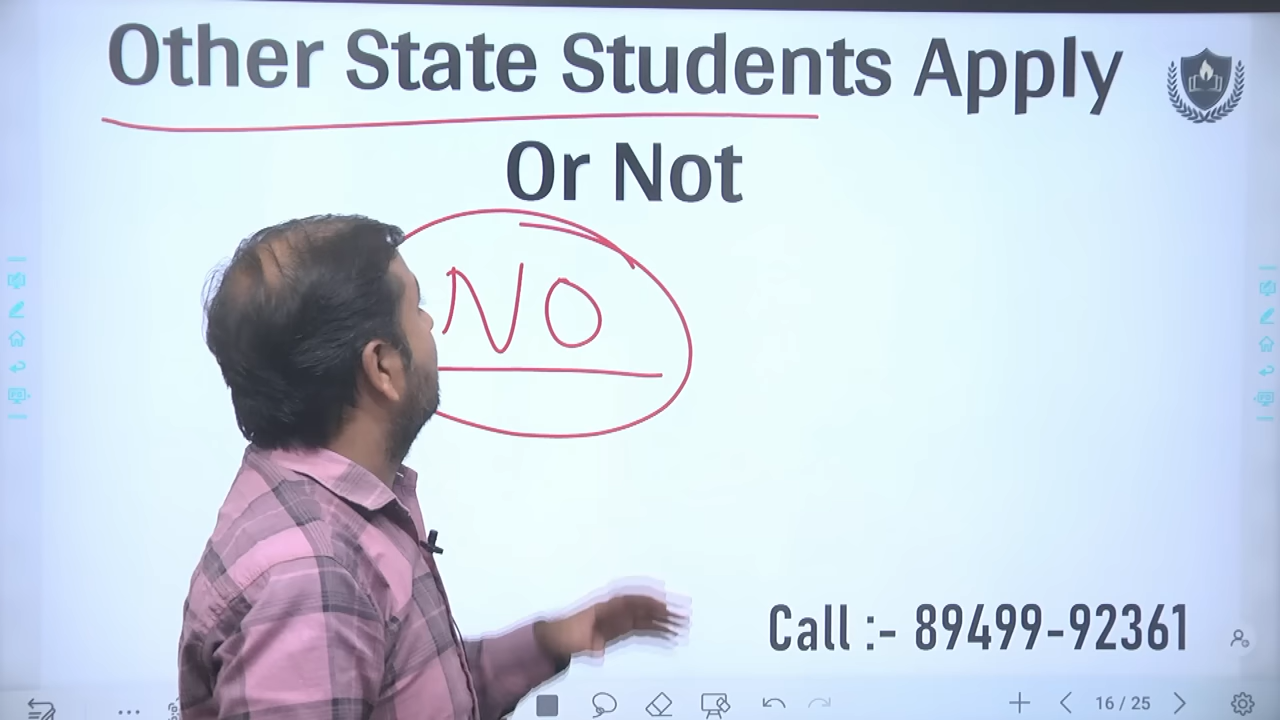 Other State Students Apply
Or Not
NO
Call :- 89499-92361
16 / 25